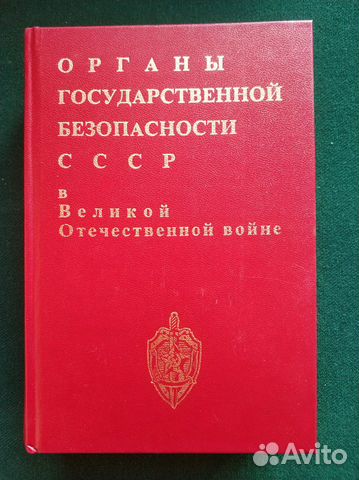 ОРГАНЫ
ГОСУДАРСТВЕННОЙ
БЕЗОПАСНОСТИ
СССР
в
Великой
Отечественной войне
Avito